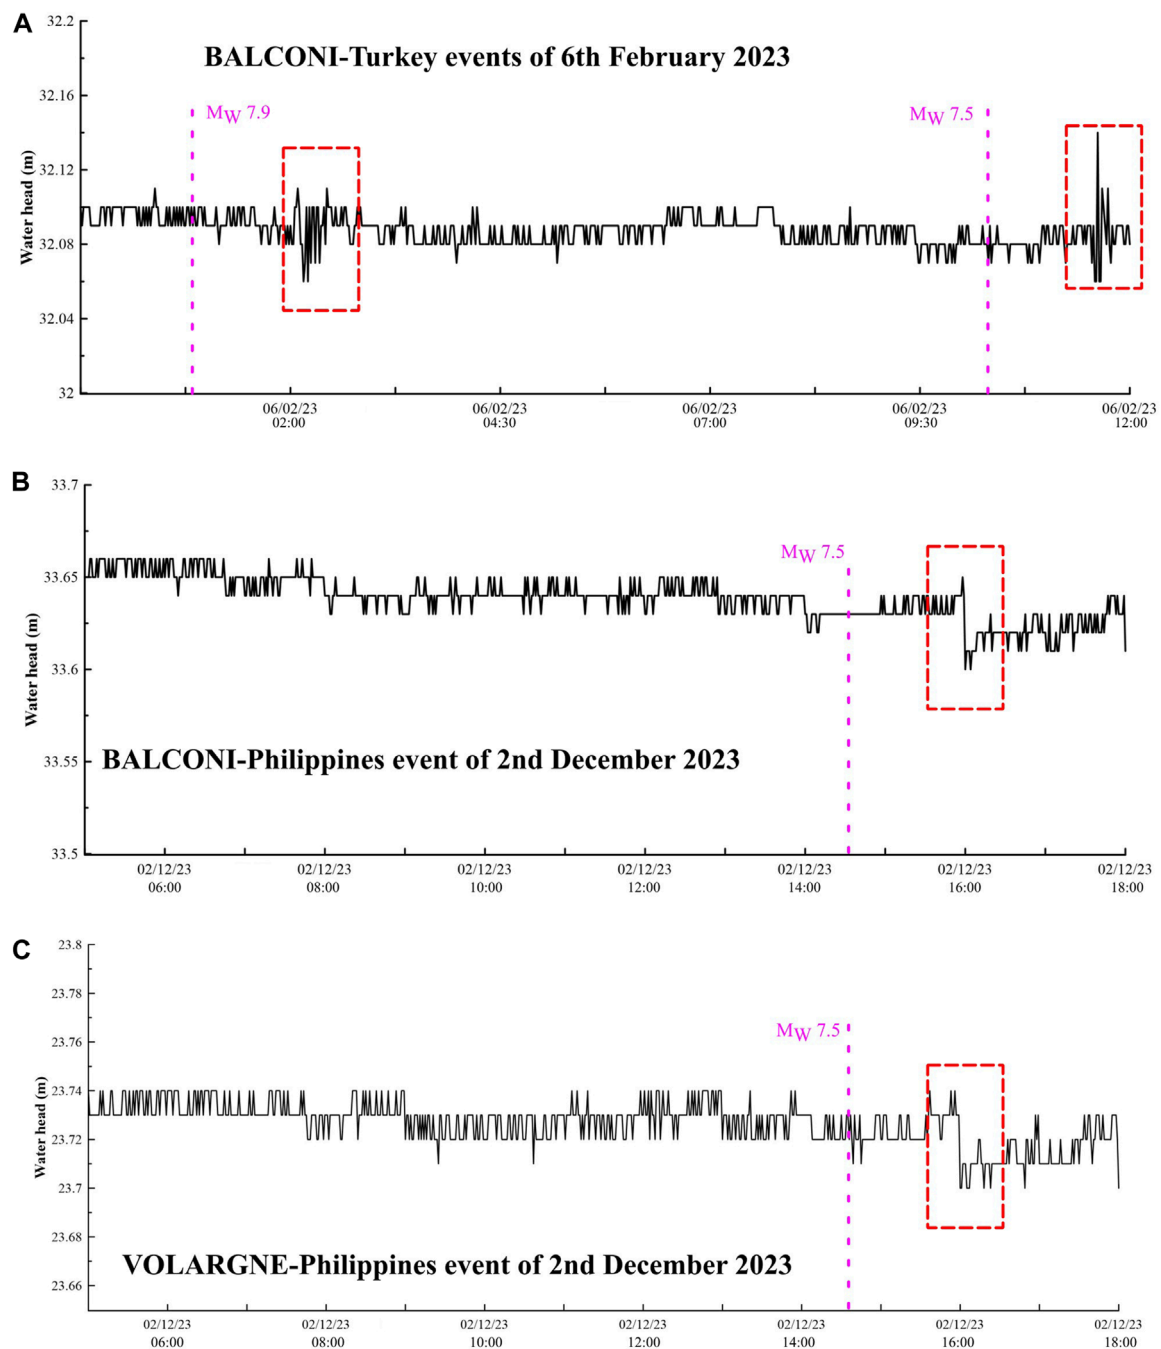 A
BALCONI-Turkey events of 6th February 2023
Mw 7.9
Mw 7.5
Water head (m)
32.2
32.16
32.12
32.08
32.04
32
06/02/23 06/02/23 06/02/23 06/02/23 06/02/23
02:00 04:30 07:00 09:30 12:00
B
Mw 7.5
Water head (m)
33.7
33.65
33.6
33.55
33.5
BALCONI-Philippines event of 2nd December 2023
02/12/23 02/12/23 02/12/23 02/12/23 02/12/23 02/12/23 02/12/23
06:00 08:00 10:00 12:00 14:00 16:00 18:00
C
Mw 7.5
Water head (m)
23.8
23.78
23.76
23.74
23.72
23.7
23.68
23.66
VOLARGNE-Philippines event of 2nd December 2023
02/12/23 02/12/23 02/12/23 02/12/23 02/12/23 02/12/23 02/12/23
06:00 08:00 10:00 12:00 14:00 16:00 18:00